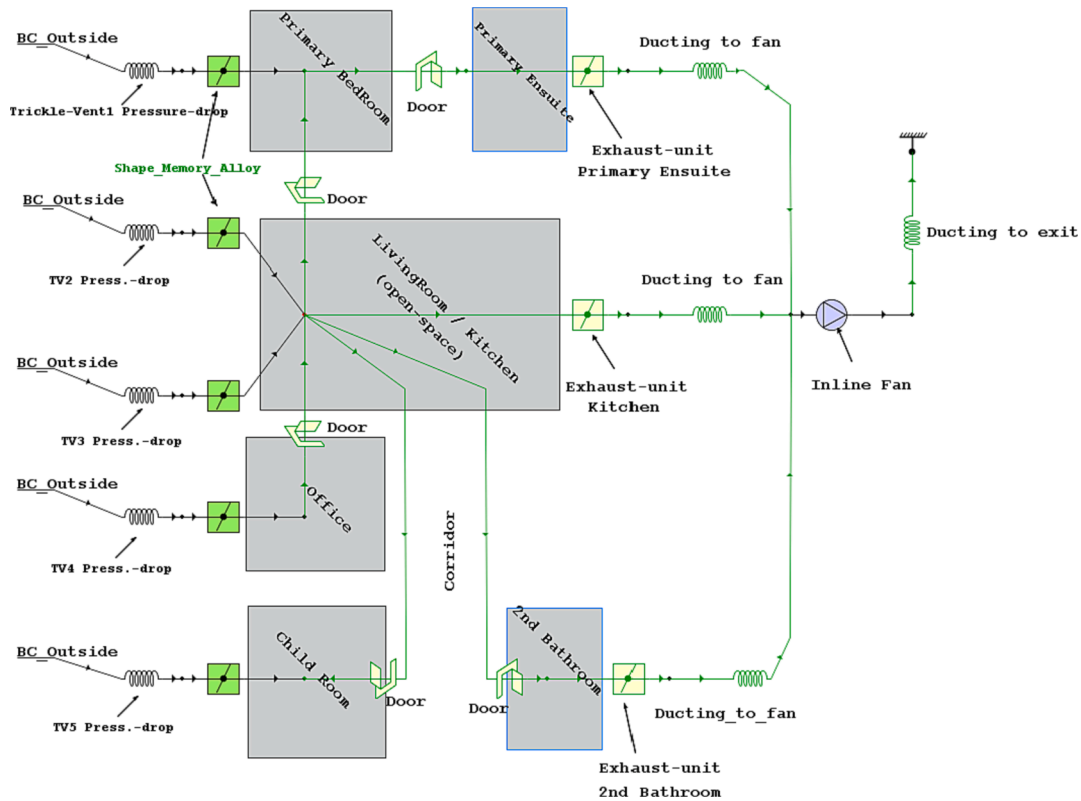 BC_Outside
Trickle-Vent1 Pressure-drop
Primary BedRoom
Door
Primary Ensuite
Ducting to fan
Exhaust-unit
Primary Ensuite
Shape_Memory_Alloy
Door
BC_Outside
TV2 Press.-drop
LivingRoom / Kitchen
(open-space)
Ducting to fan
Ducting to exit
Exhaust-unit
Kitchen
Inline Fan
BC_Outside
TV3 Press.-drop
Door
BC_Outside
TV4 Press.-drop
Office
Corridor
BC_Outside
TV5 Press.-drop
Child Room
Door
Door
2nd Bathroom
Ducting_to_fan
Exhaust-unit
2nd Bathroom